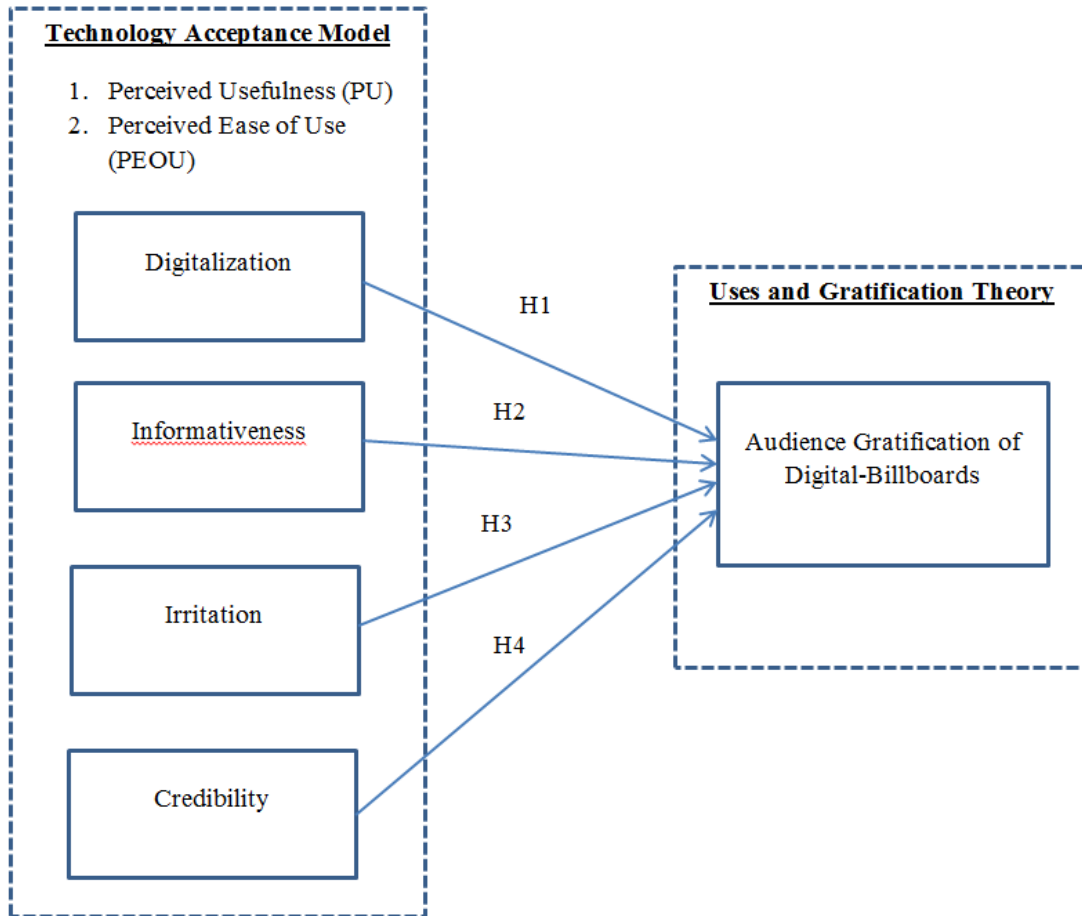 Technology Acceptance Model
1. Perceived Usefulness (PU)
2. Perceived Ease of Use
(PEOU)
Digitalization
Informativeness
Irritation
Credibility
H1
H2
H3
H4
Uses and Gratification Theory
Audience Gratification of
Digital-Billboards